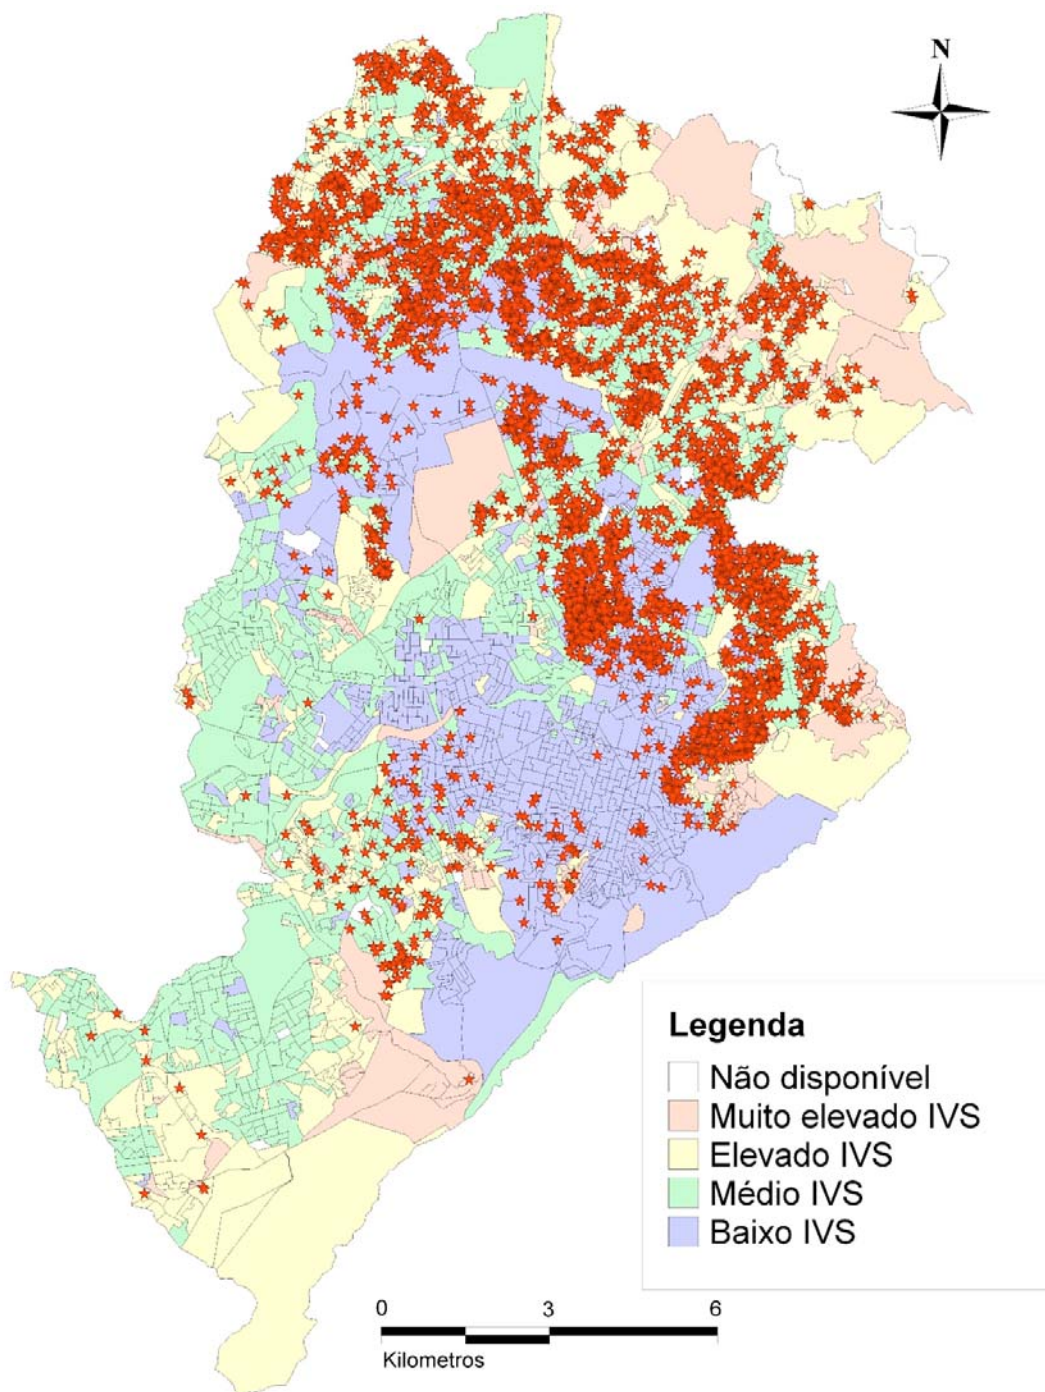 N
Legenda
Não disponível
Muito elevado IVS
Elevado IVS
Médio IVS
Baixo IVS
0 3 6
Kilometros